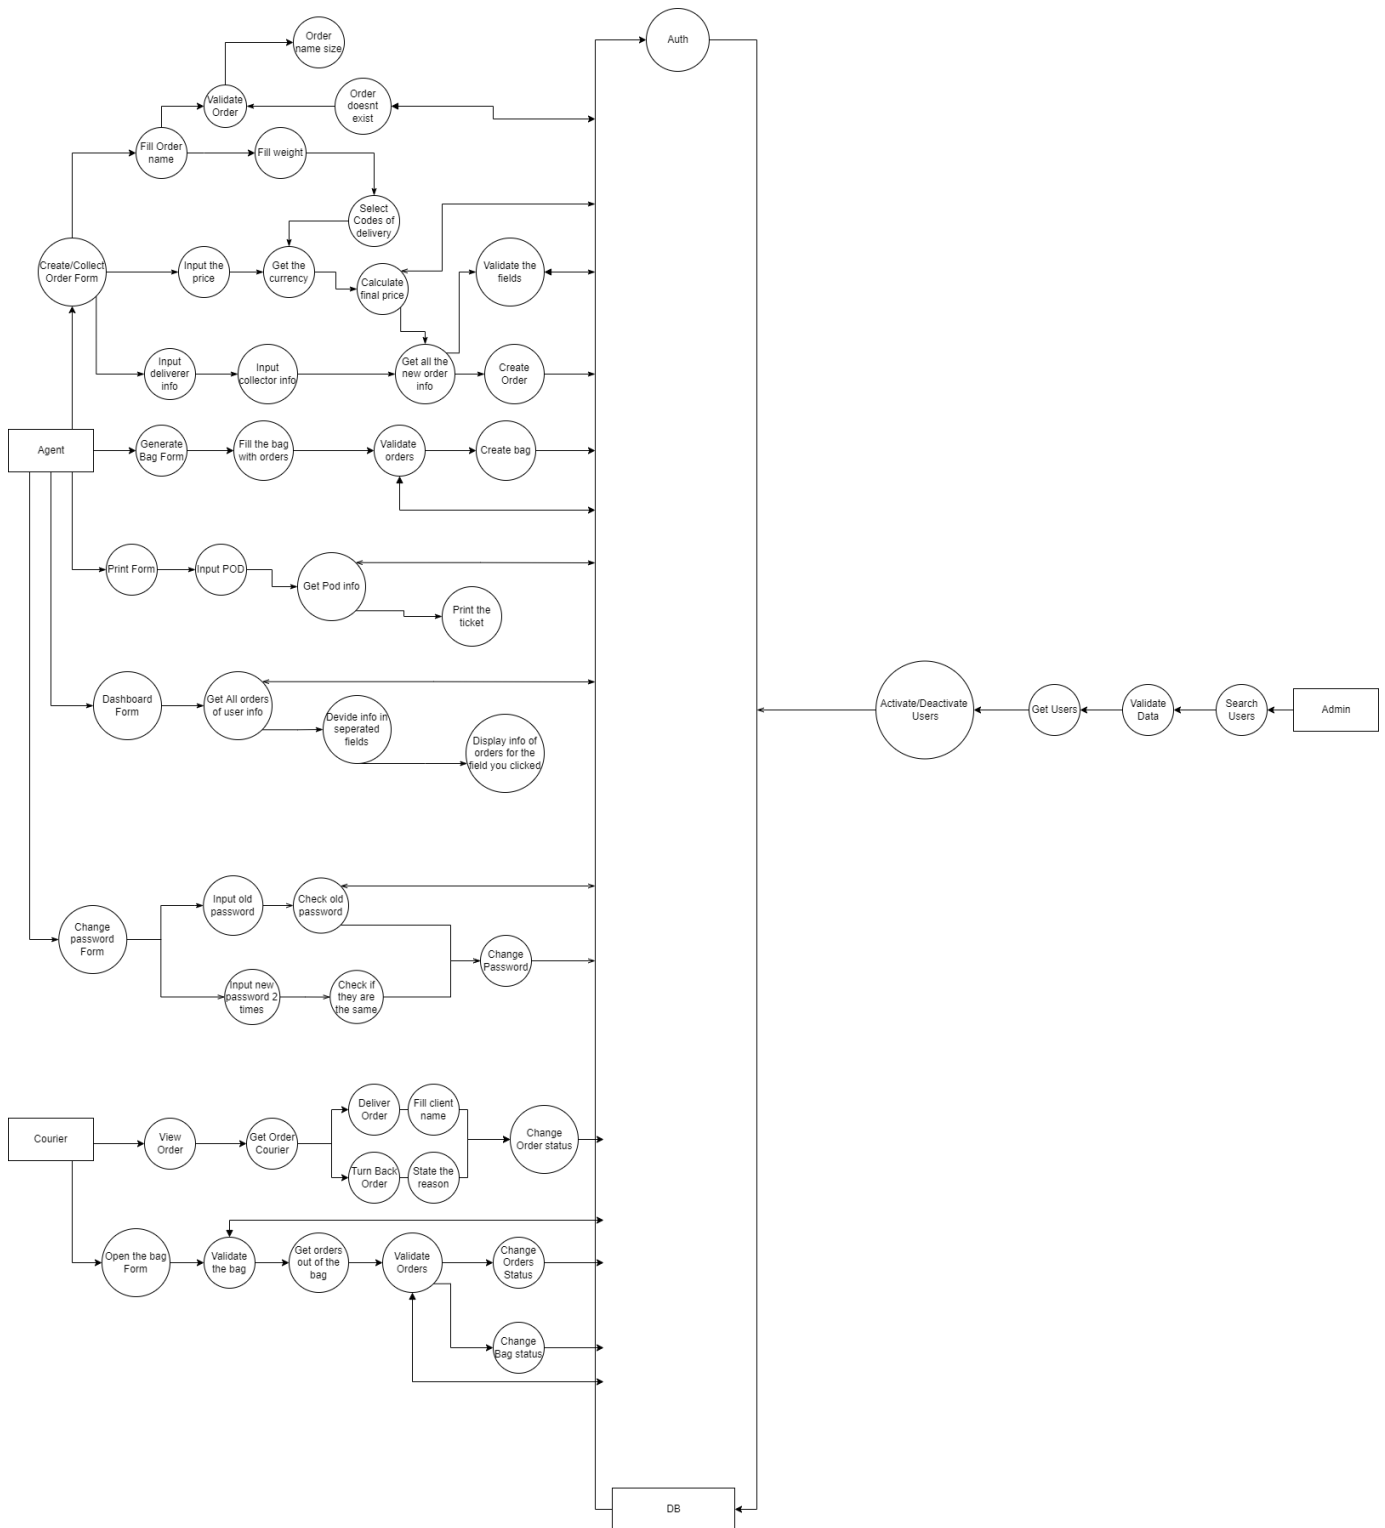 Order
name size
Auth
Validate
Order
Order
doesnt
exist
Fill Order
name
Fill weight
Select
Codes of
delivery
Create/Collect
Order Form
Input the
price
Get the
currency
Calculate
final price
Validate the
fields
Input
deliverer
info
Input
collector info
Get all the
new order
info
Create
Order
Agent
Generate
Bag Form
Fill the bag
with orders
Validate
orders
Create bag
Print Form
Input POD
Get Pod info
Print the
ticket
Dashboard
Form
Get All orders
of user info
Devide info in
seperated
fields
Display info of
orders for the
field you clicked
Activate/Deactivate
Users
Get Users
Validate
Data
Search
Users
Admin
Change
password
Form
Input old
password
Check old
password
Input new
password 2
times
Check if
they are
the same
Change
Password
Courier
View
Order
Get Order
Courier
Deliver
Order
Fill client
name
Turn Back
Order
State the
reason
Change
Order status
Open the bag
Form
Validate
the bag
Get orders
out of the
bag
Validate
Orders
Change
Orders
Status
Change
Bag status
DB